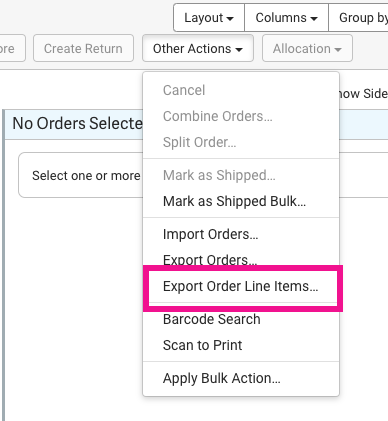 Layout Columns Group by
ore Create Return Other Actions Allocation
Cancel
now Side
Combine Orders…
No Orders Selecte
Split Order…
Select one or more
Mark as Shipped…
Mark as Shipped Bulk…
Import Orders…
Export Orders…
Export Order Line Items…
Barcode Search
Scan to Print
Apply Bulk Action…